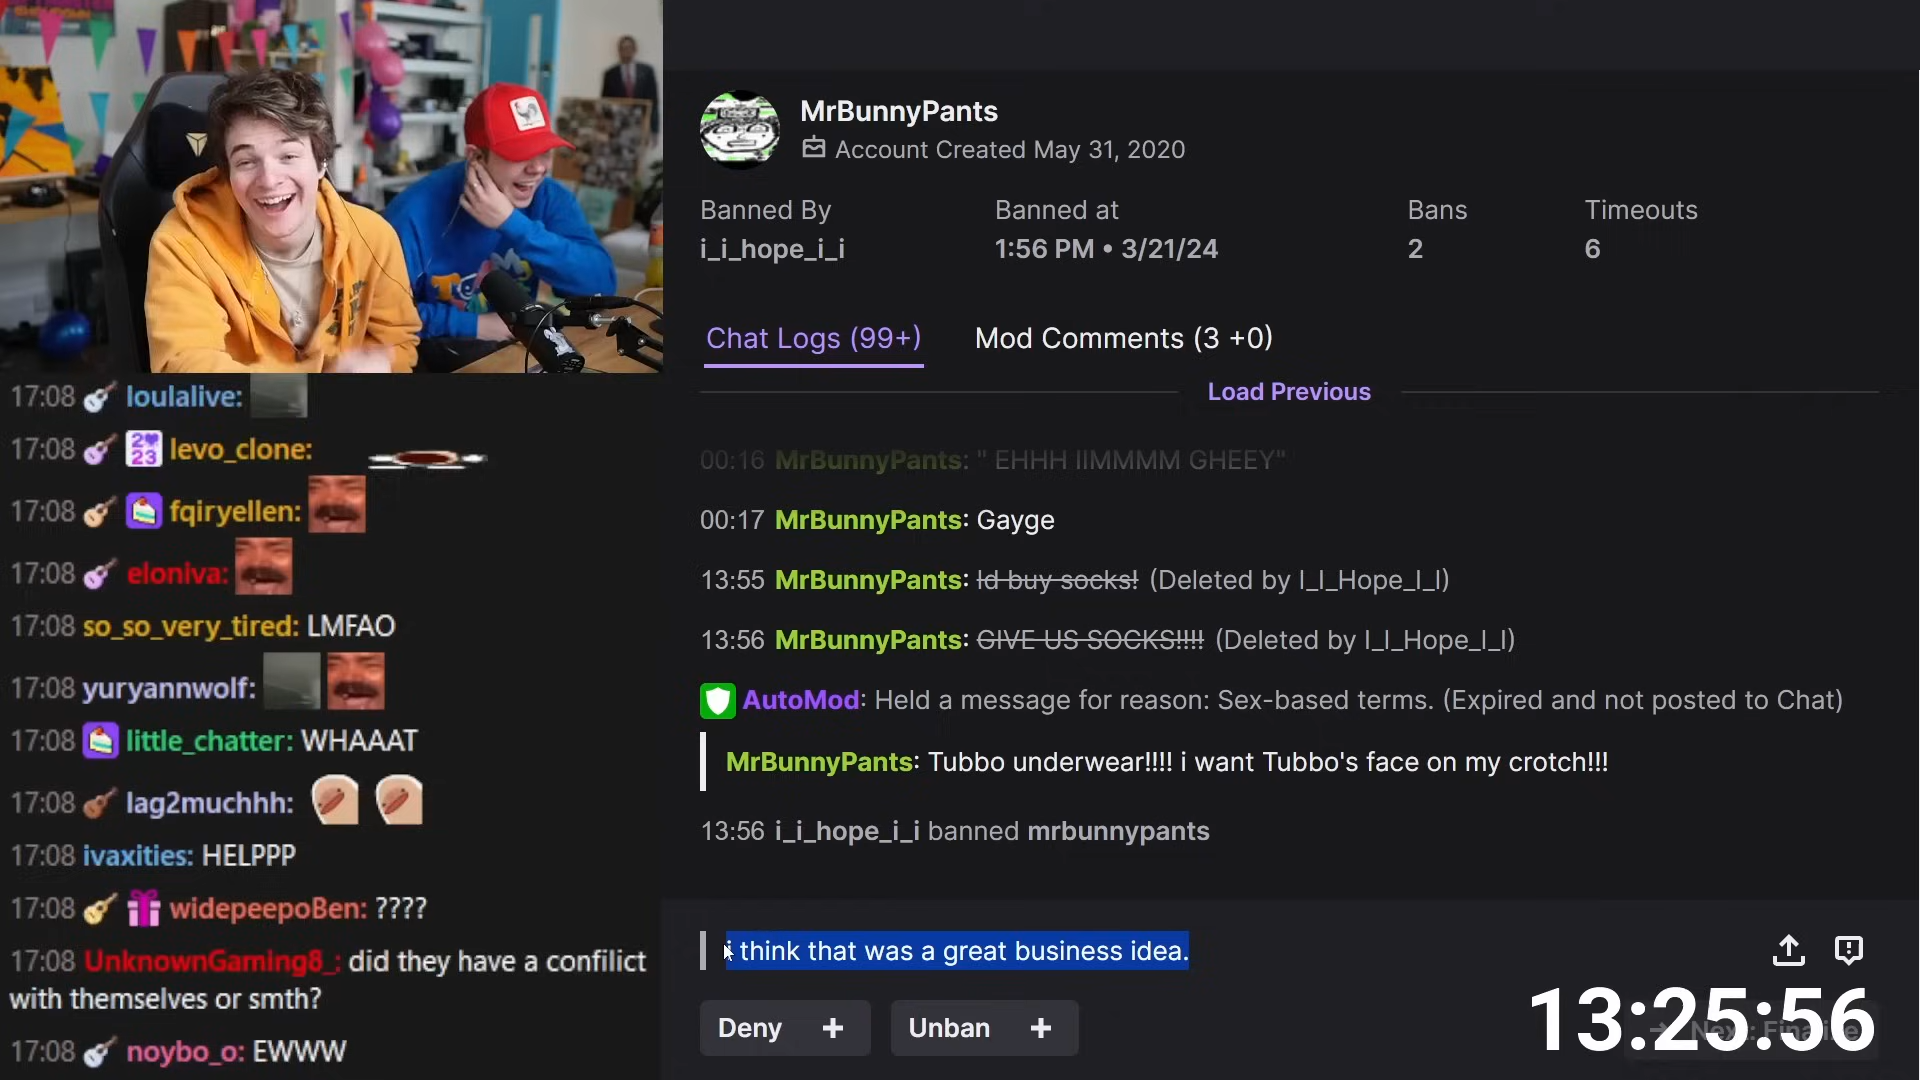 MrBunnyPants
Account Created May 31, 2020
Banned By
i_i_hope_i_i
Banned at
1:56 PM • 3/21/24
Bans
2
Timeouts
6
Chat Logs (99+)
Mod Comments (3 +0)
Load Previous
00:16 MrBunnyPants: " EHHH IIMMMM GHEEY"
00:17 MrBunnyPants: Gayge
13:55 MrBunnyPants: Id buy socks! (Deleted by I_I_Hope_I_I)
13:56 MrBunnyPants: GIVE US SOCKS!!!! (Deleted by I_I_Hope_I_I)
AutoMod: Held a message for reason: Sex-based terms. (Expired and not posted to Chat)
MrBunnyPants: Tubbo underwear!!!! i want Tubbo's face on my crotch!!!
13:56 i_i_hope_i_i banned mrbunnypants
i think that was a great business idea.
Deny +
Unban +
13:25:56
17:08 loulalive:
17:08 2 23 levo_clone:
17:08 fqiryellen:
17:08 eloniva:
17:08 so_so_very_tired: LMFAO
17:08 yuryannwolf:
17:08 little_chatter: WHAAAT
17:08 lag2muchhh:
17:08 ivaxities: HELPPP
17:08 widepeepoBen: ????
17:08 UnknownGaming8_: did they have a confilict
with themselves or smth?
17:08 noybo_o: EWWW